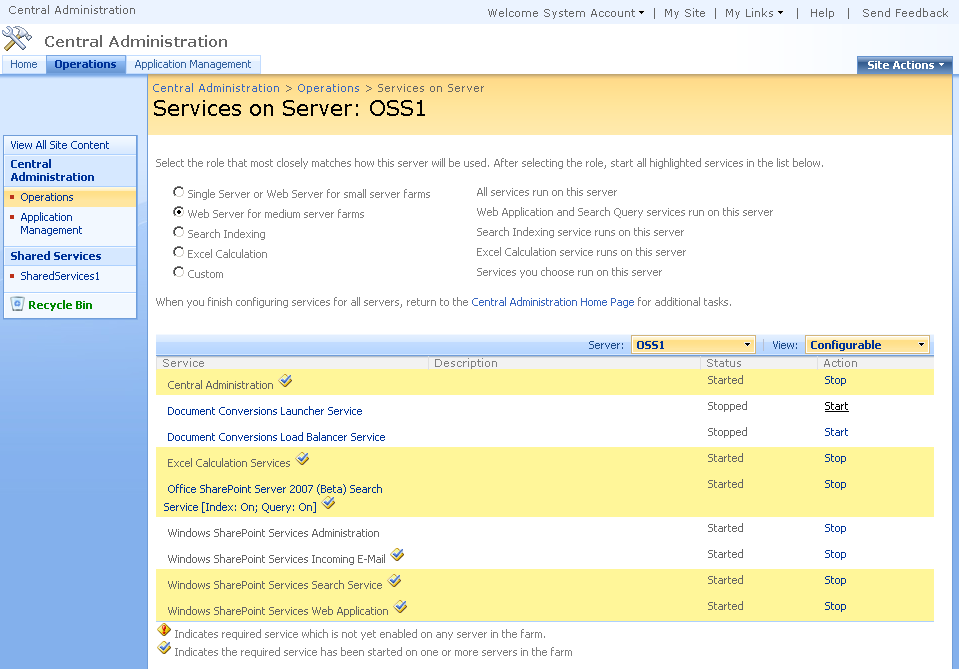 Central Administration
Welcome System Account | My Site | My Links | Help | Send Feedback
Central Administration
Home Operations Application Management Site Actions
Central Administration > Operations > Services on Server
Services on Server: OSS1
View All Site Content
Central
Administration
Operations
Application
Management
Shared Services
SharedServices1
Recycle Bin
Select the role that most closely matches how this server will be used. After selecting the role, start all highlighted services in the list below.
Single Server or Web Server for small server farms All services run on this server
Web Server for medium server farms Web Application and Search Query services run on this server
Search Indexing Search Indexing service runs on this server
Excel Calculation Excel Calculation service runs on this server
Custom Services you choose run on this server
When you finish configuring services for all servers, return to the Central Administration Home Page for additional tasks.
Server: OSS1 View: Configurable
Service Description Status Action
Central Administration Started Stop
Document Conversions Launcher Service Stopped Start
Document Conversions Load Balancer Service Stopped Start
Excel Calculation Services Started Stop
Office SharePoint Server 2007 (Beta) Search Started Stop
Service [Index: On; Query: On]
Windows SharePoint Services Administration Started Stop
Windows SharePoint Services Incoming E-Mail Started Stop
Windows SharePoint Services Search Service Started Stop
Windows SharePoint Services Web Application Started Stop
Indicates required service which is not yet enabled on any server in the farm.
Indicates the required service has been started on one or more servers in the farm